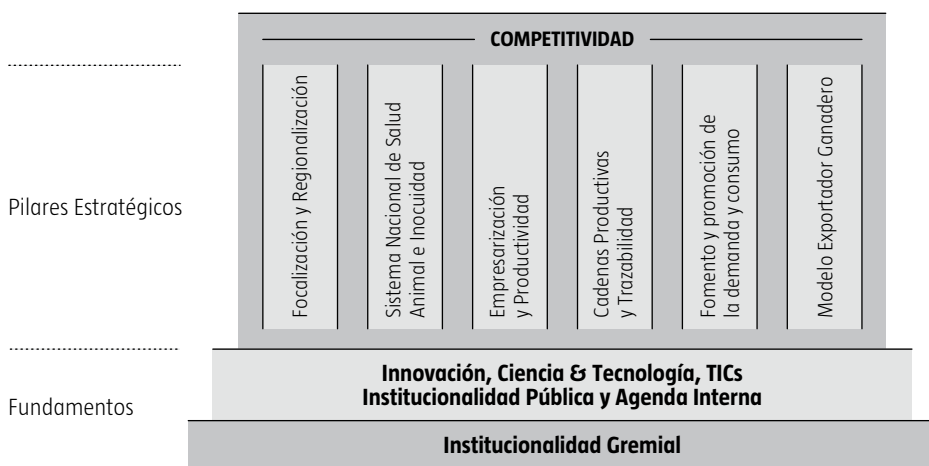 COMPETITIVIDAD
Pilares Estratégicos
Focalización y Regionalización
Sistema Nacional de Salud
Animal e Inocuidad
Empresarización
y Productividad
Cadenas Productivas
y Trazabilidad
Fomento y promoción de
la demanda y consumo
Modelo Exportador Ganadero
Fundamentos
Innovación, Ciencia & Tecnología, TICs
Institucionalidad Pública y Agenda Interna
Institucionalidad Gremial